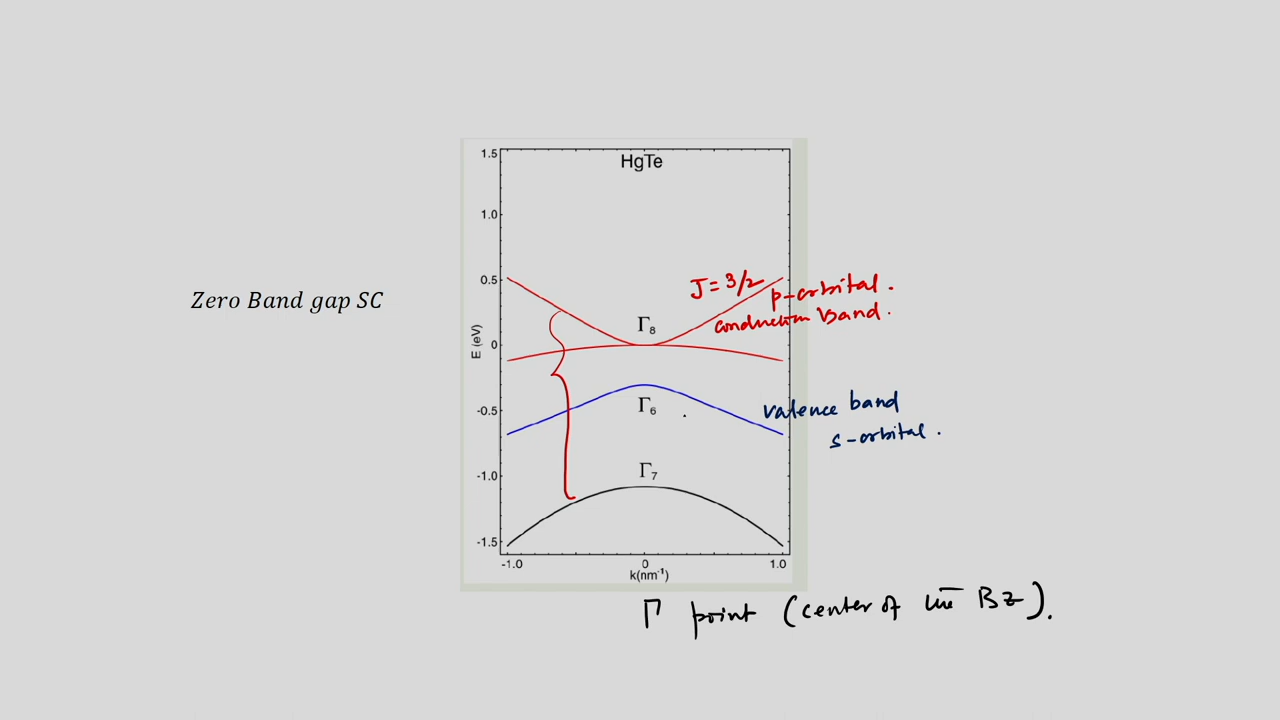 Zero Band gap SC
HgTe
1.5
1.0
0.5
0
-0.5
-1.0
-1.5
E (eV)
-1.0
0
1.0
k(nm⁻¹)
Γ₈
Γ₆
Γ₇
J = 3/2
p-orbital.
conduction band.
valence band
s-orbital.
Γ point (center of the BZ).